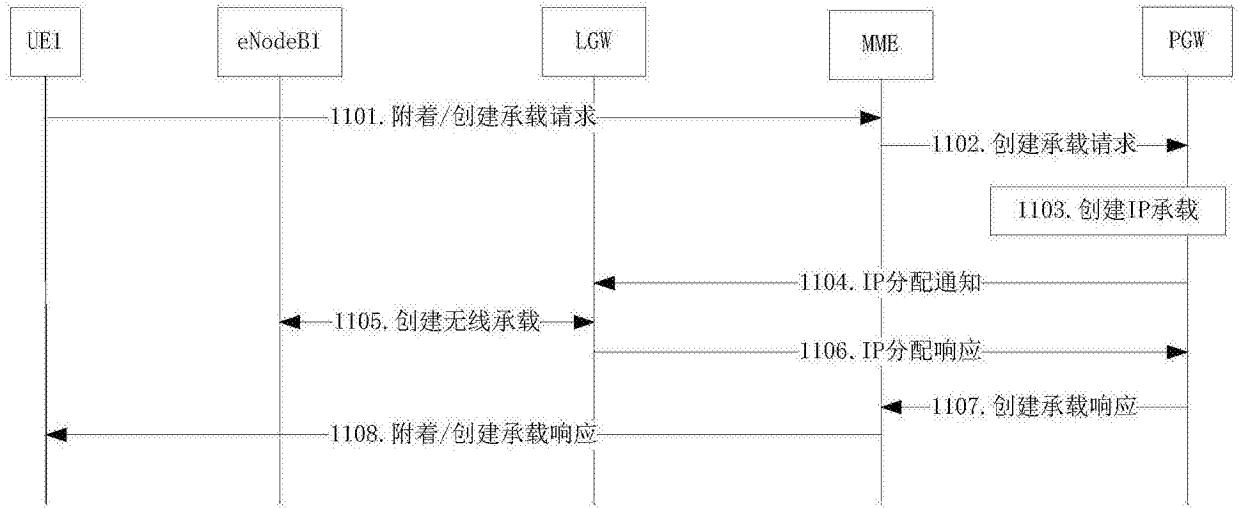 UE1
eNodeB1
LGW
MME
PGW
1101.附着/创建承载请求
1102.创建承载请求
1103.创建IP承载
1104.IP分配通知
1105.创建无线承载
1106.IP分配响应
1107.创建承载响应
1108.附着/创建承载响应